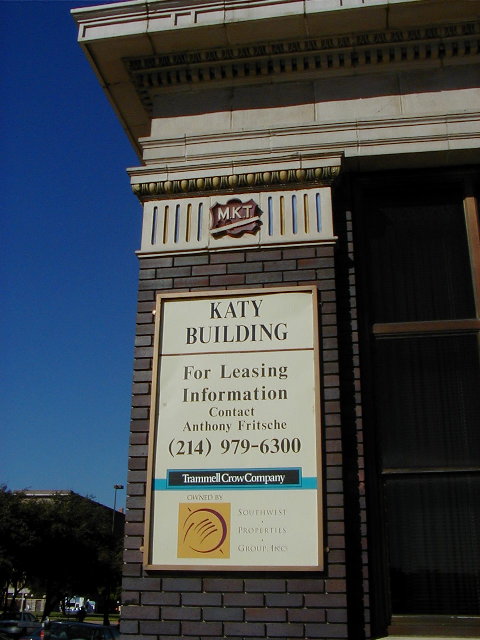 MKT
KATY
BUILDING
For Leasing
Information
Contact
Anthony Fritsche
(214) 979-6300
Trammell Crow Company
OWNED BY
SOUTHWEST
PROPERTIES
GROUP, INC.